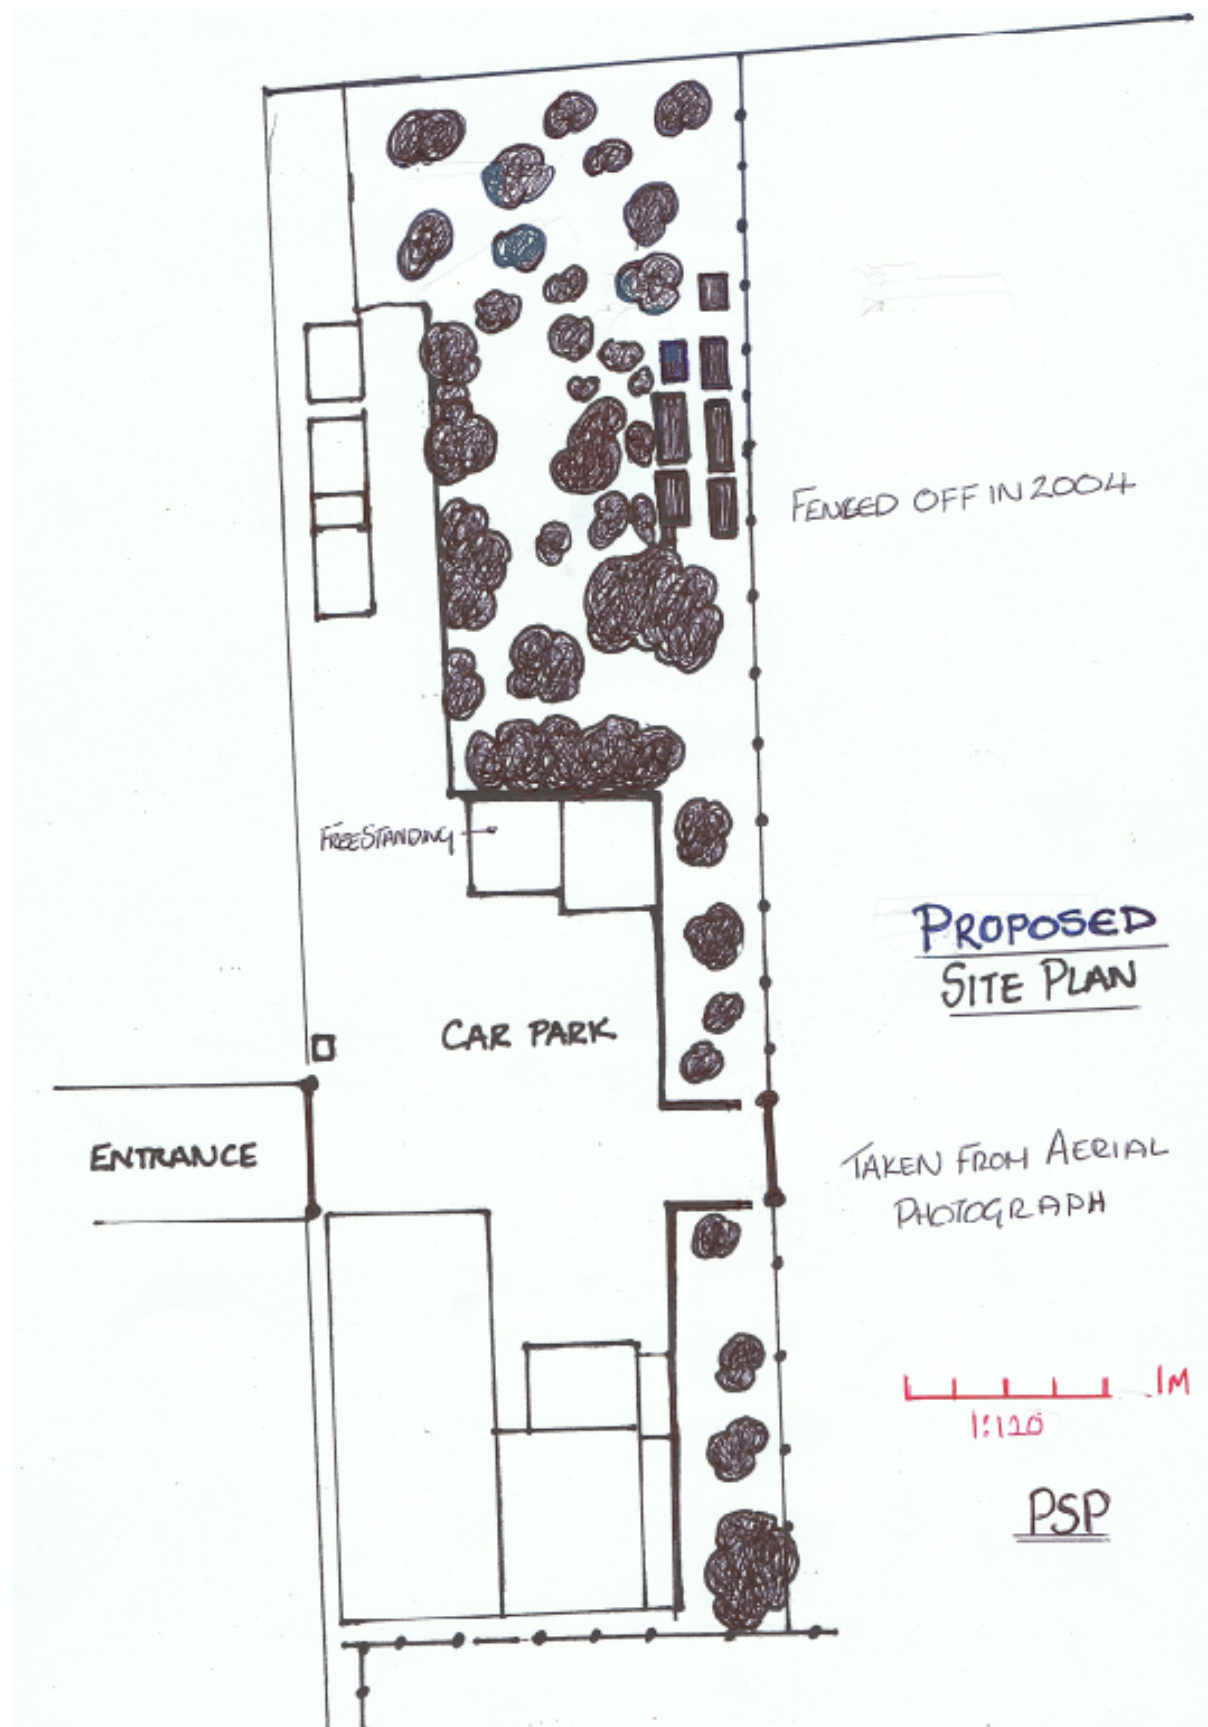 FENCED OFF IN 2004
FREESTANDING
PROPOSED
SITE PLAN
CAR PARK
ENTRANCE
TAKEN FROM AERIAL
PHOTOGRAPH
1M
1:120
PSP